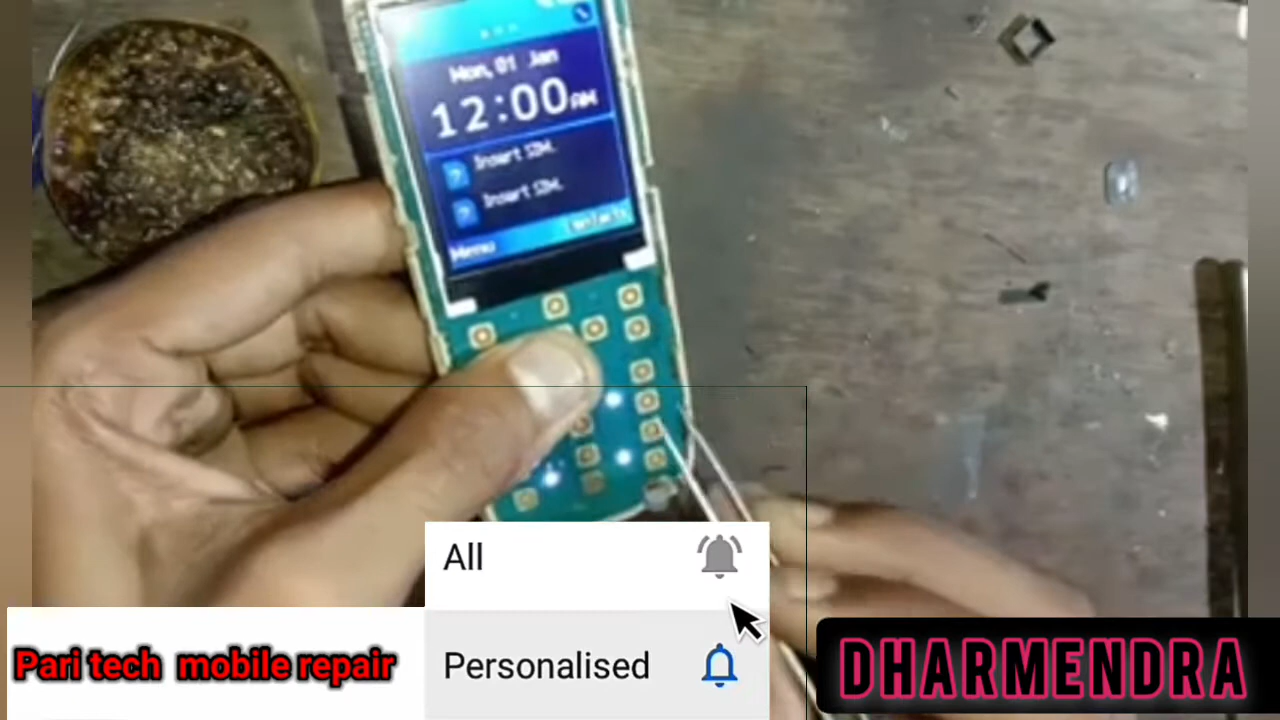 Mon, 01 Jan
12:00AM
Insert SIM.
Insert SIM.
Menu
All
Personalised
Pari tech mobile repair
DHARMENDRA